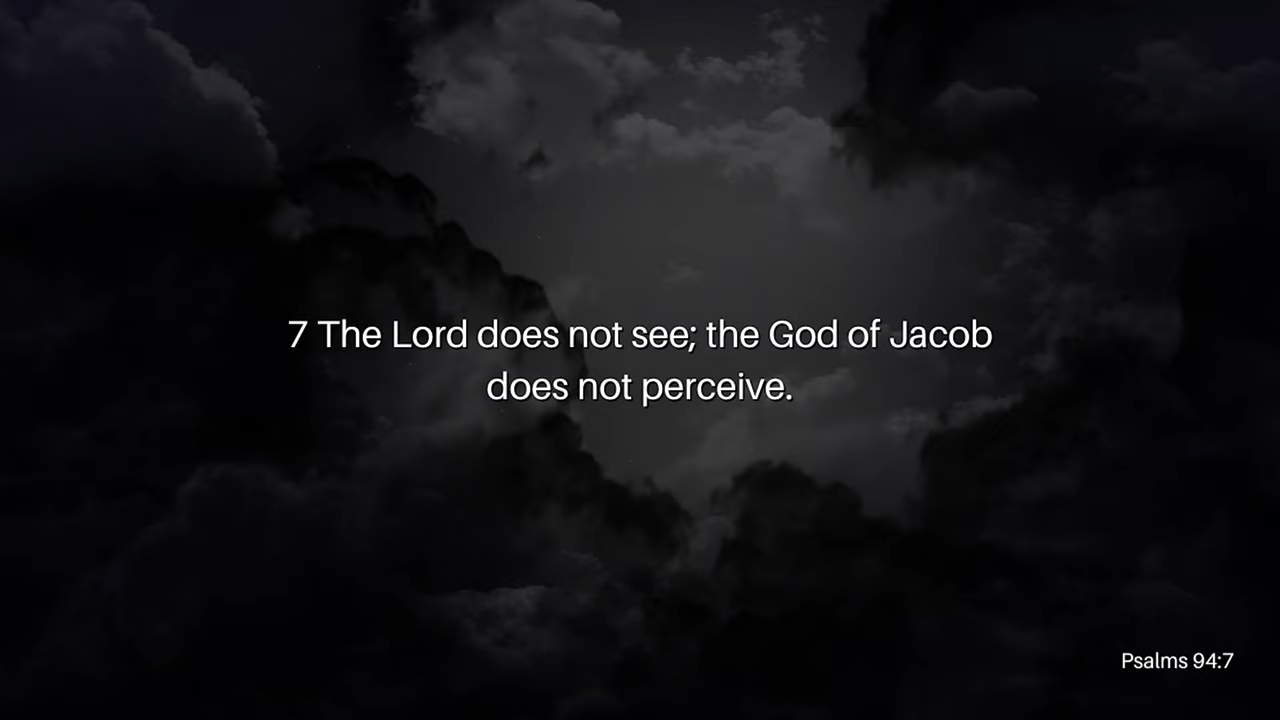 7 The Lord does not see; the God of Jacob
does not perceive.
Psalms 94:7